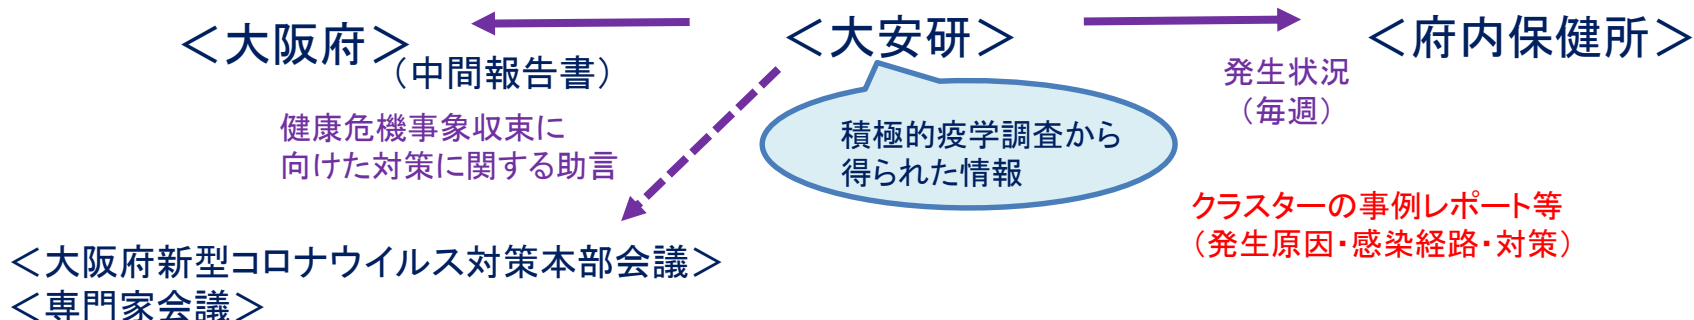 ＜大阪府＞
（中間報告書）
健康危機事象収束に
向けた対策に関する助言
＜大安研＞
積極的疫学調査から
得られた情報
＜府内保健所＞
発生状況
（毎週）
クラスターの事例レポート等
（発生原因・感染経路・対策）
＜大阪府新型コロナウイルス対策本部会議＞
＜専門家会議＞